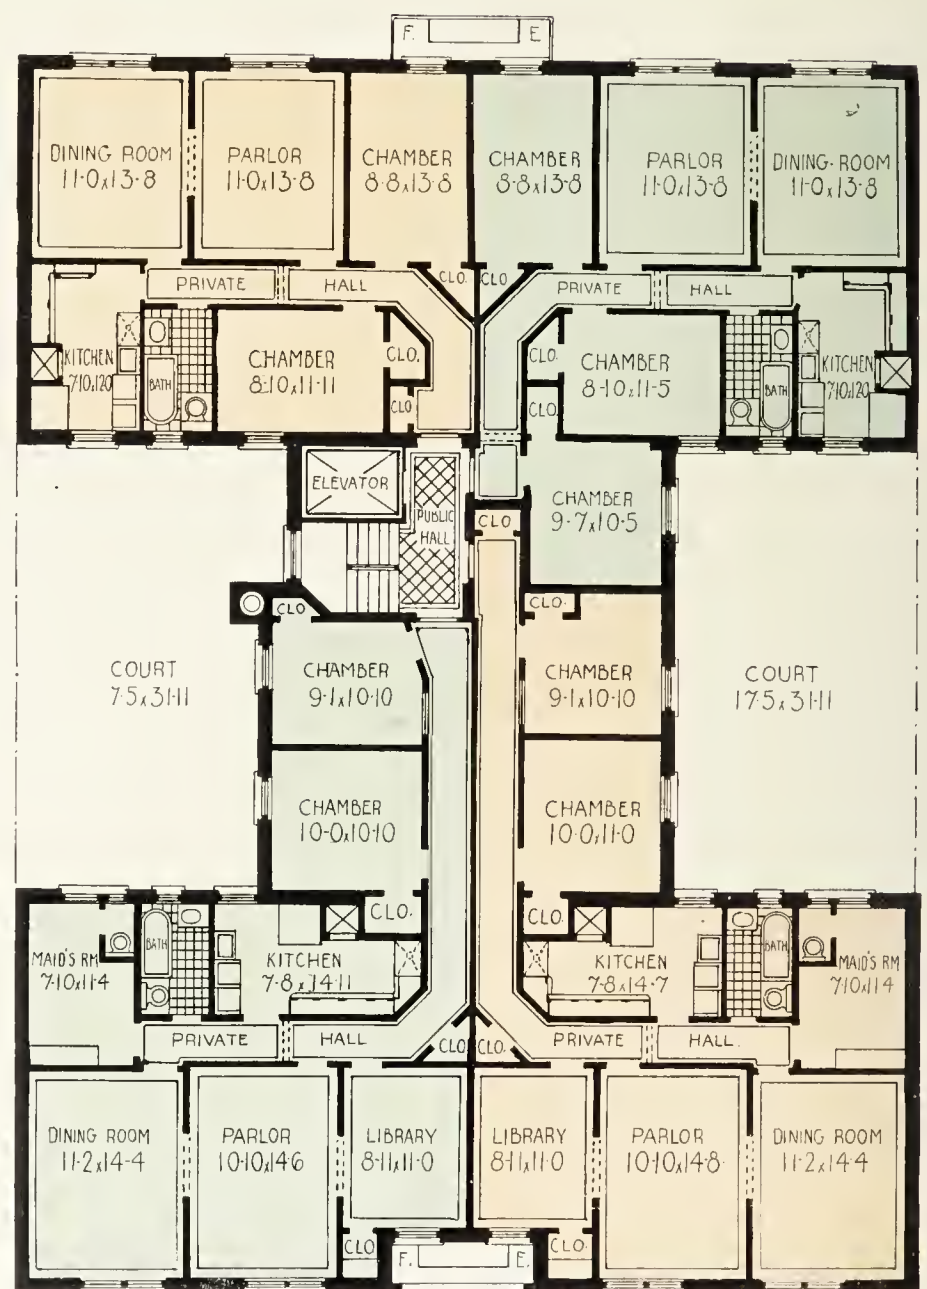 F. E.
DINING ROOM
11-0x13-8
PARLOR
11-0x13-8
CHAMBER
8-8x13-8
CHAMBER
8-8x13-8
PARLOR
11-0x13-8
DINING-ROOM
11-0x13-8
CLO.
CLO
PRIVATE
HALL
PRIVATE
HALL
KITCHEN
7-10x12-0
BATH
CHAMBER
8-10x11-11
CLO.
CLO
CLO.
CLO.
CHAMBER
8-10x11-5
BATH
KITCHEN
7-10x12-0
ELEVATOR
PUBLIC
HALL
CLO
CHAMBER
9-7x10-5
CLO
CLO.
COURT
7-5x31-11
CHAMBER
9-1x10-10
CHAMBER
9-1x10-10
COURT
17-5x31-11
CHAMBER
10-0x10-10
CHAMBER
10-0x11-0
CLO.
CLO.
MAID'S RM
7-10x11-4
BATH
KITCHEN
7-8x14-11
KITCHEN
7-8x14-7
BATH
MAID'S RM
7-10x11-4
PRIVATE
HALL
CLO.
CLO.
PRIVATE
HALL.
DINING ROOM
11-2x14-4
PARLOR
10-10x14-6
LIBRARY
8-11x11-0
LIBRARY
8-11x11-0
PARLOR
10-10x14-8
DINING ROOM
11-2x14-4
CLO
F. E.
CLO.